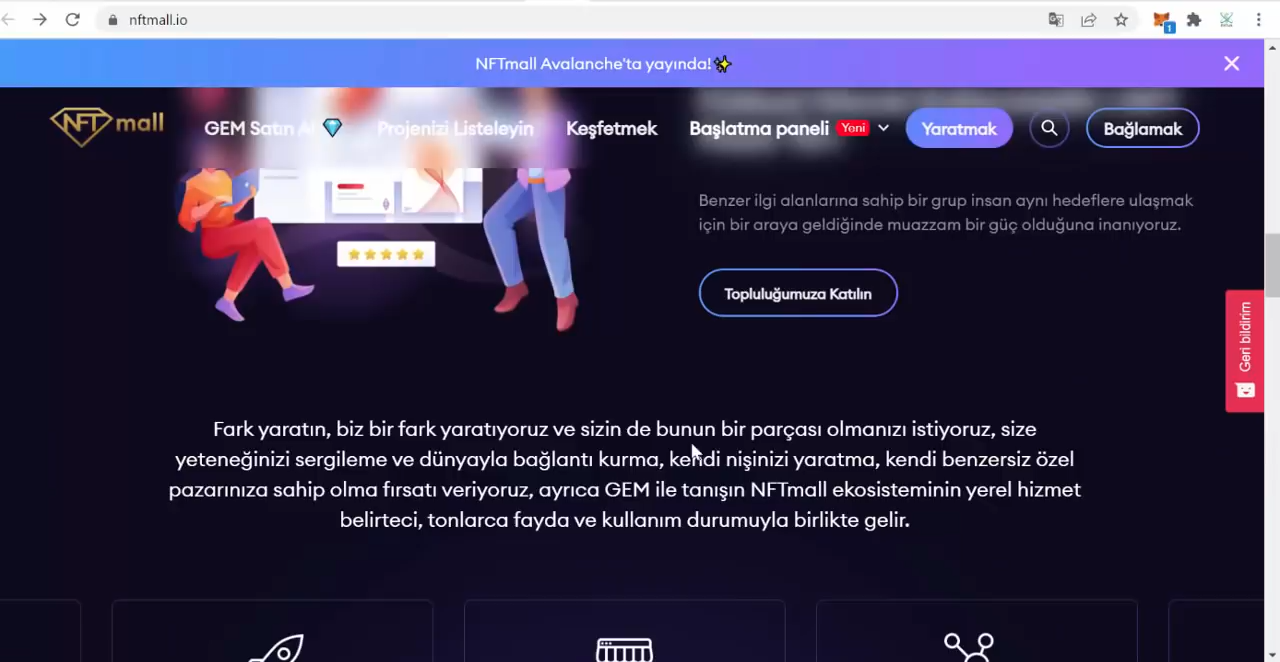 nftmall.io
1
NFTmall Avalanche'ta yayında!✨
NFT mall
GEM Satın Al
Projenizi Listeleyin
Keşfetmek
Başlatma paneli
Yeni
Yaratmak
Bağlamak
Benzer ilgi alanlarına sahip bir grup insan aynı hedeflere ulaşmak
için bir araya geldiğinde muazzam bir güç olduğuna inanıyoruz.
Topluluğumuza Katılın
Geri bildirim
Fark yaratın, biz bir fark yaratıyoruz ve sizin de bunun bir parçası olmanızı istiyoruz, size
yeteneğinizi sergileme ve dünyayla bağlantı kurma, kendi nişinizi yaratma, kendi benzersiz özel
pazarınıza sahip olma fırsatı veriyoruz, ayrıca GEM ile tanışın NFTmall ekosisteminin yerel hizmet
belirteci, tonlarca fayda ve kullanım durumuyla birlikte gelir.